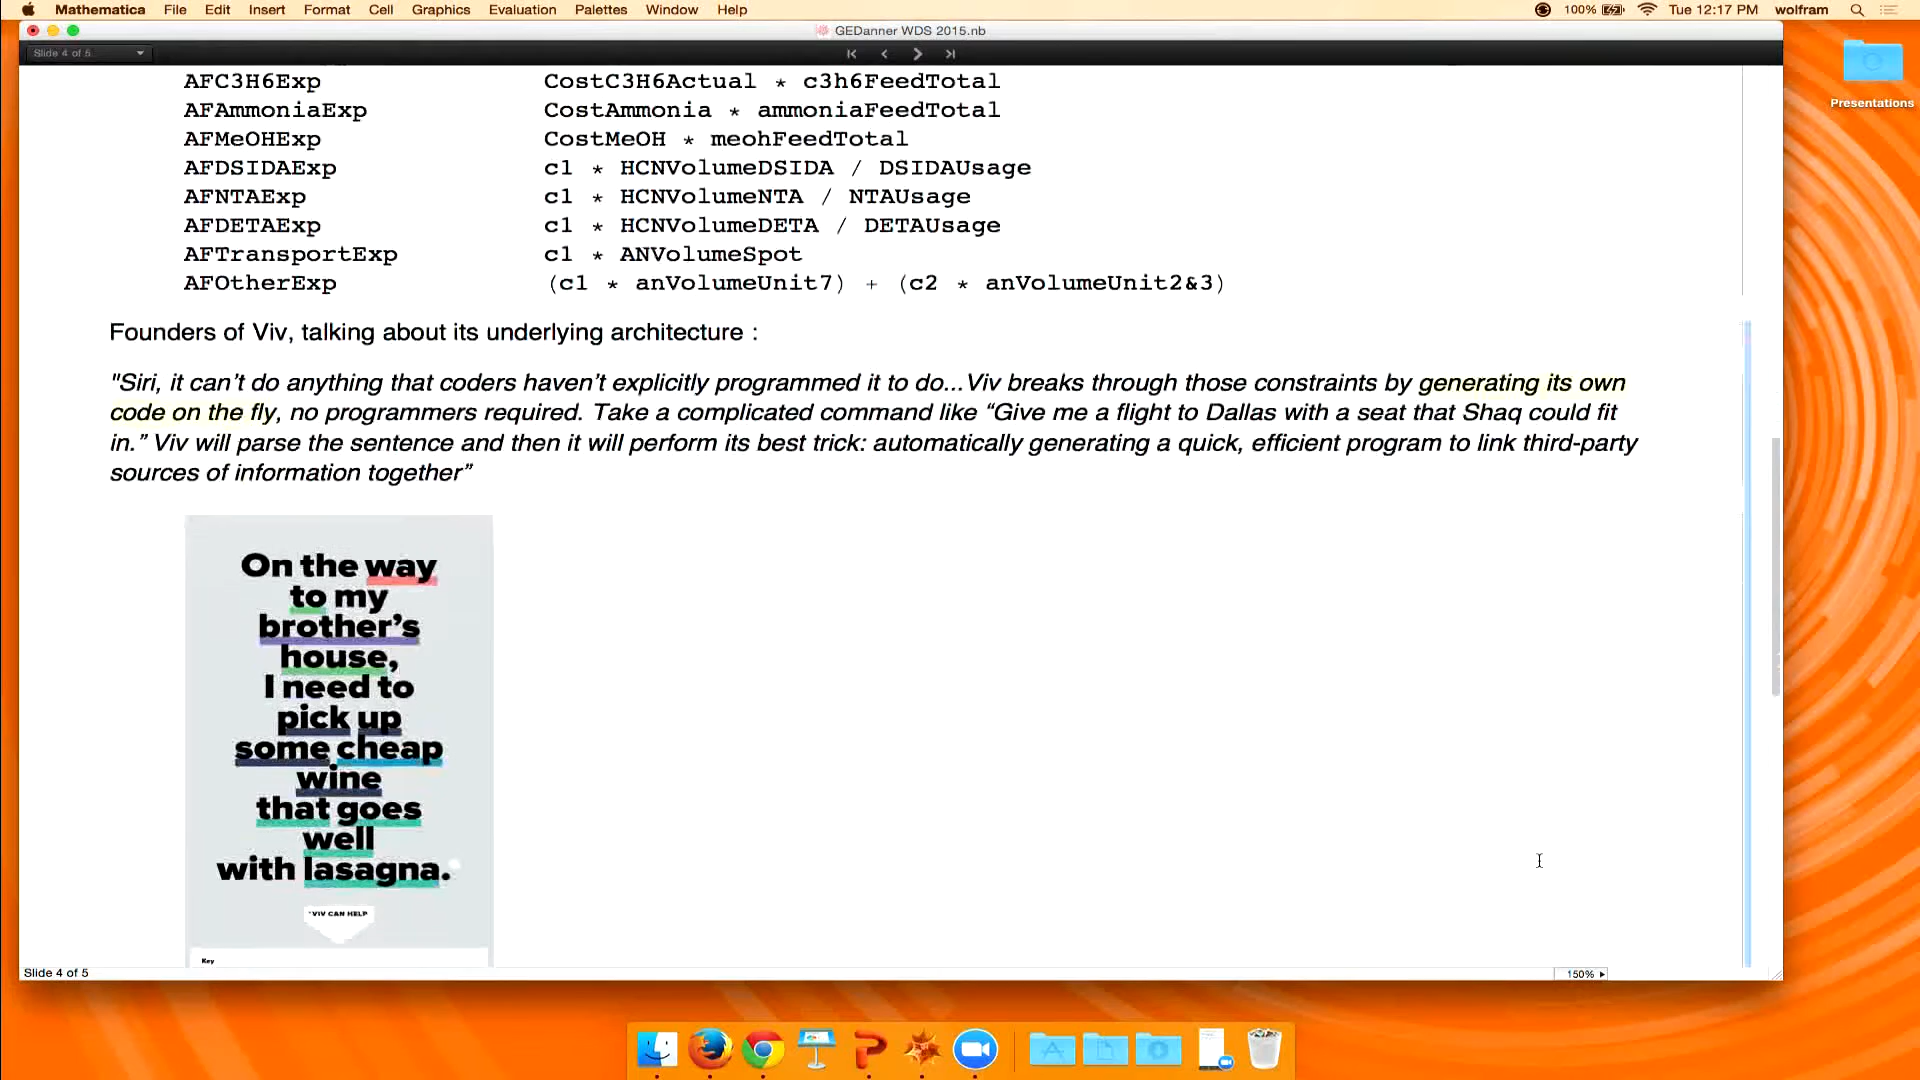 Mathematica File Edit Insert Format Cell Graphics Evaluation Palettes Window Help 100% Tue 12:17 PM wolfram
GEDanner WDS 2015.nb
Slide 4 of 5
Presentations
AFC3H6Exp CostC3H6Actual * c3h6FeedTotal
AFAmmoniaExp CostAmmonia * ammoniaFeedTotal
AFMeOHExp CostMeOH * meohFeedTotal
AFDSIDAExp c1 * HCNVolumeDSIDA / DSIDAUsage
AFNTAExp c1 * HCNVolumeNTA / NTAUsage
AFDETAExp c1 * HCNVolumeDETA / DETAUsage
AFTransportExp c1 * ANVolumeSpot
AFOtherExp (c1 * anVolumeUnit7) + (c2 * anVolumeUnit2&3)
Founders of Viv, talking about its underlying architecture :
"Siri, it can’t do anything that coders haven’t explicitly programmed it to do...Viv breaks through those constraints by generating its own
code on the fly, no programmers required. Take a complicated command like “Give me a flight to Dallas with a seat that Shaq could fit
in.” Viv will parse the sentence and then it will perform its best trick: automatically generating a quick, efficient program to link third-party
sources of information together”
On the way
to my
brother’s
house,
I need to
pick up
some cheap
wine
that goes
well
with lasagna.
*VIV CAN HELP
Key
Slide 4 of 5
150%